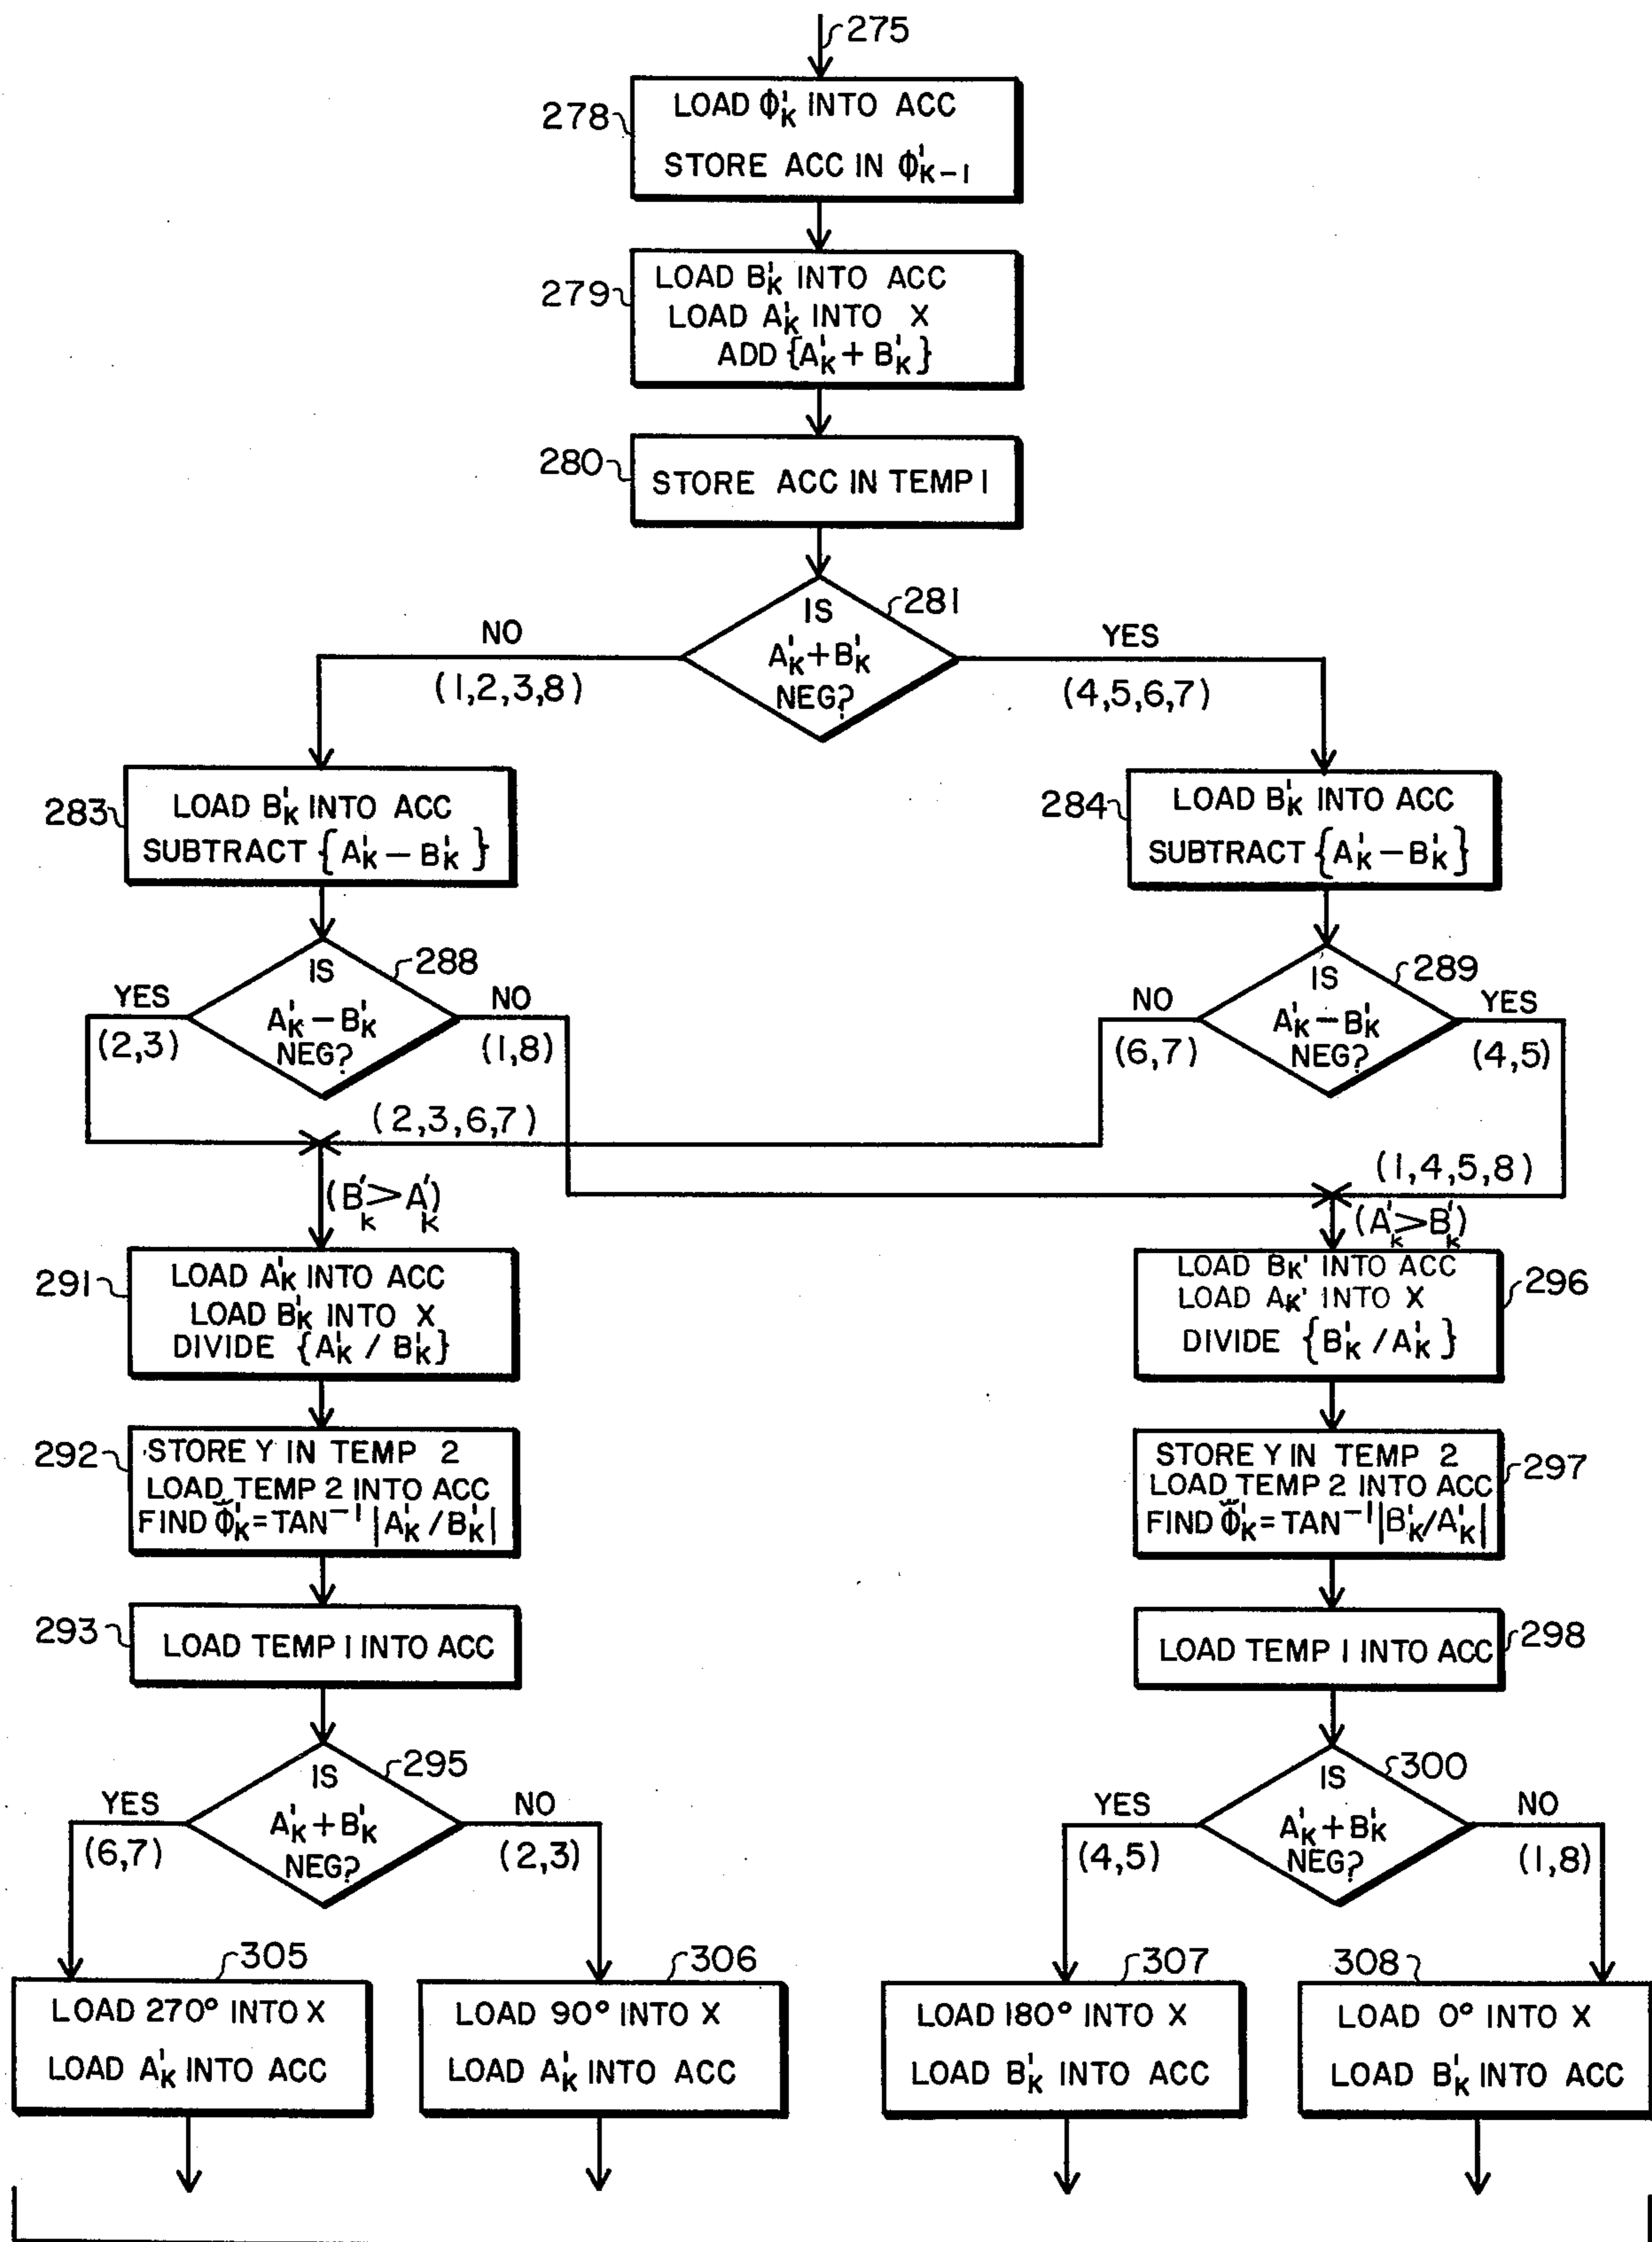 275
278
LOAD Φ'K INTO ACC
STORE ACC IN Φ'K-1
279
LOAD B'K INTO ACC
LOAD A'K INTO X
ADD {A'K + B'K}
280
STORE ACC IN TEMP 1
281
IS
A'K + B'K
NEG?
NO
(1,2,3,8)
YES
(4,5,6,7)
283
LOAD B'K INTO ACC
SUBTRACT {A'K - B'K}
284
LOAD B'K INTO ACC
SUBTRACT {A'K - B'K}
288
IS
A'K - B'K
NEG?
YES
(2,3)
NO
(1,8)
289
IS
A'K - B'K
NEG?
NO
(6,7)
YES
(4,5)
(2,3,6,7)
(1,4,5,8)
(B'k > A'k)
(A'k > B'k)
291
LOAD A'K INTO ACC
LOAD B'K INTO X
DIVIDE {A'K / B'K}
296
LOAD BK' INTO ACC
LOAD AK' INTO X
DIVIDE {B'K / A'K}
292
STORE Y IN TEMP 2
LOAD TEMP 2 INTO ACC
FIND Φ̆'K = TAN⁻¹ |A'K / B'K|
297
STORE Y IN TEMP 2
LOAD TEMP 2 INTO ACC
FIND Φ̆'K = TAN⁻¹ |B'K / A'K|
293
LOAD TEMP 1 INTO ACC
298
LOAD TEMP 1 INTO ACC
295
IS
A'K + B'K
NEG?
YES
(6,7)
NO
(2,3)
300
IS
A'K + B'K
NEG?
YES
(4,5)
NO
(1,8)
305
LOAD 270° INTO X
LOAD A'K INTO ACC
306
LOAD 90° INTO X
LOAD A'K INTO ACC
307
LOAD 180° INTO X
LOAD B'K INTO ACC
308
LOAD 0° INTO X
LOAD B'K INTO ACC